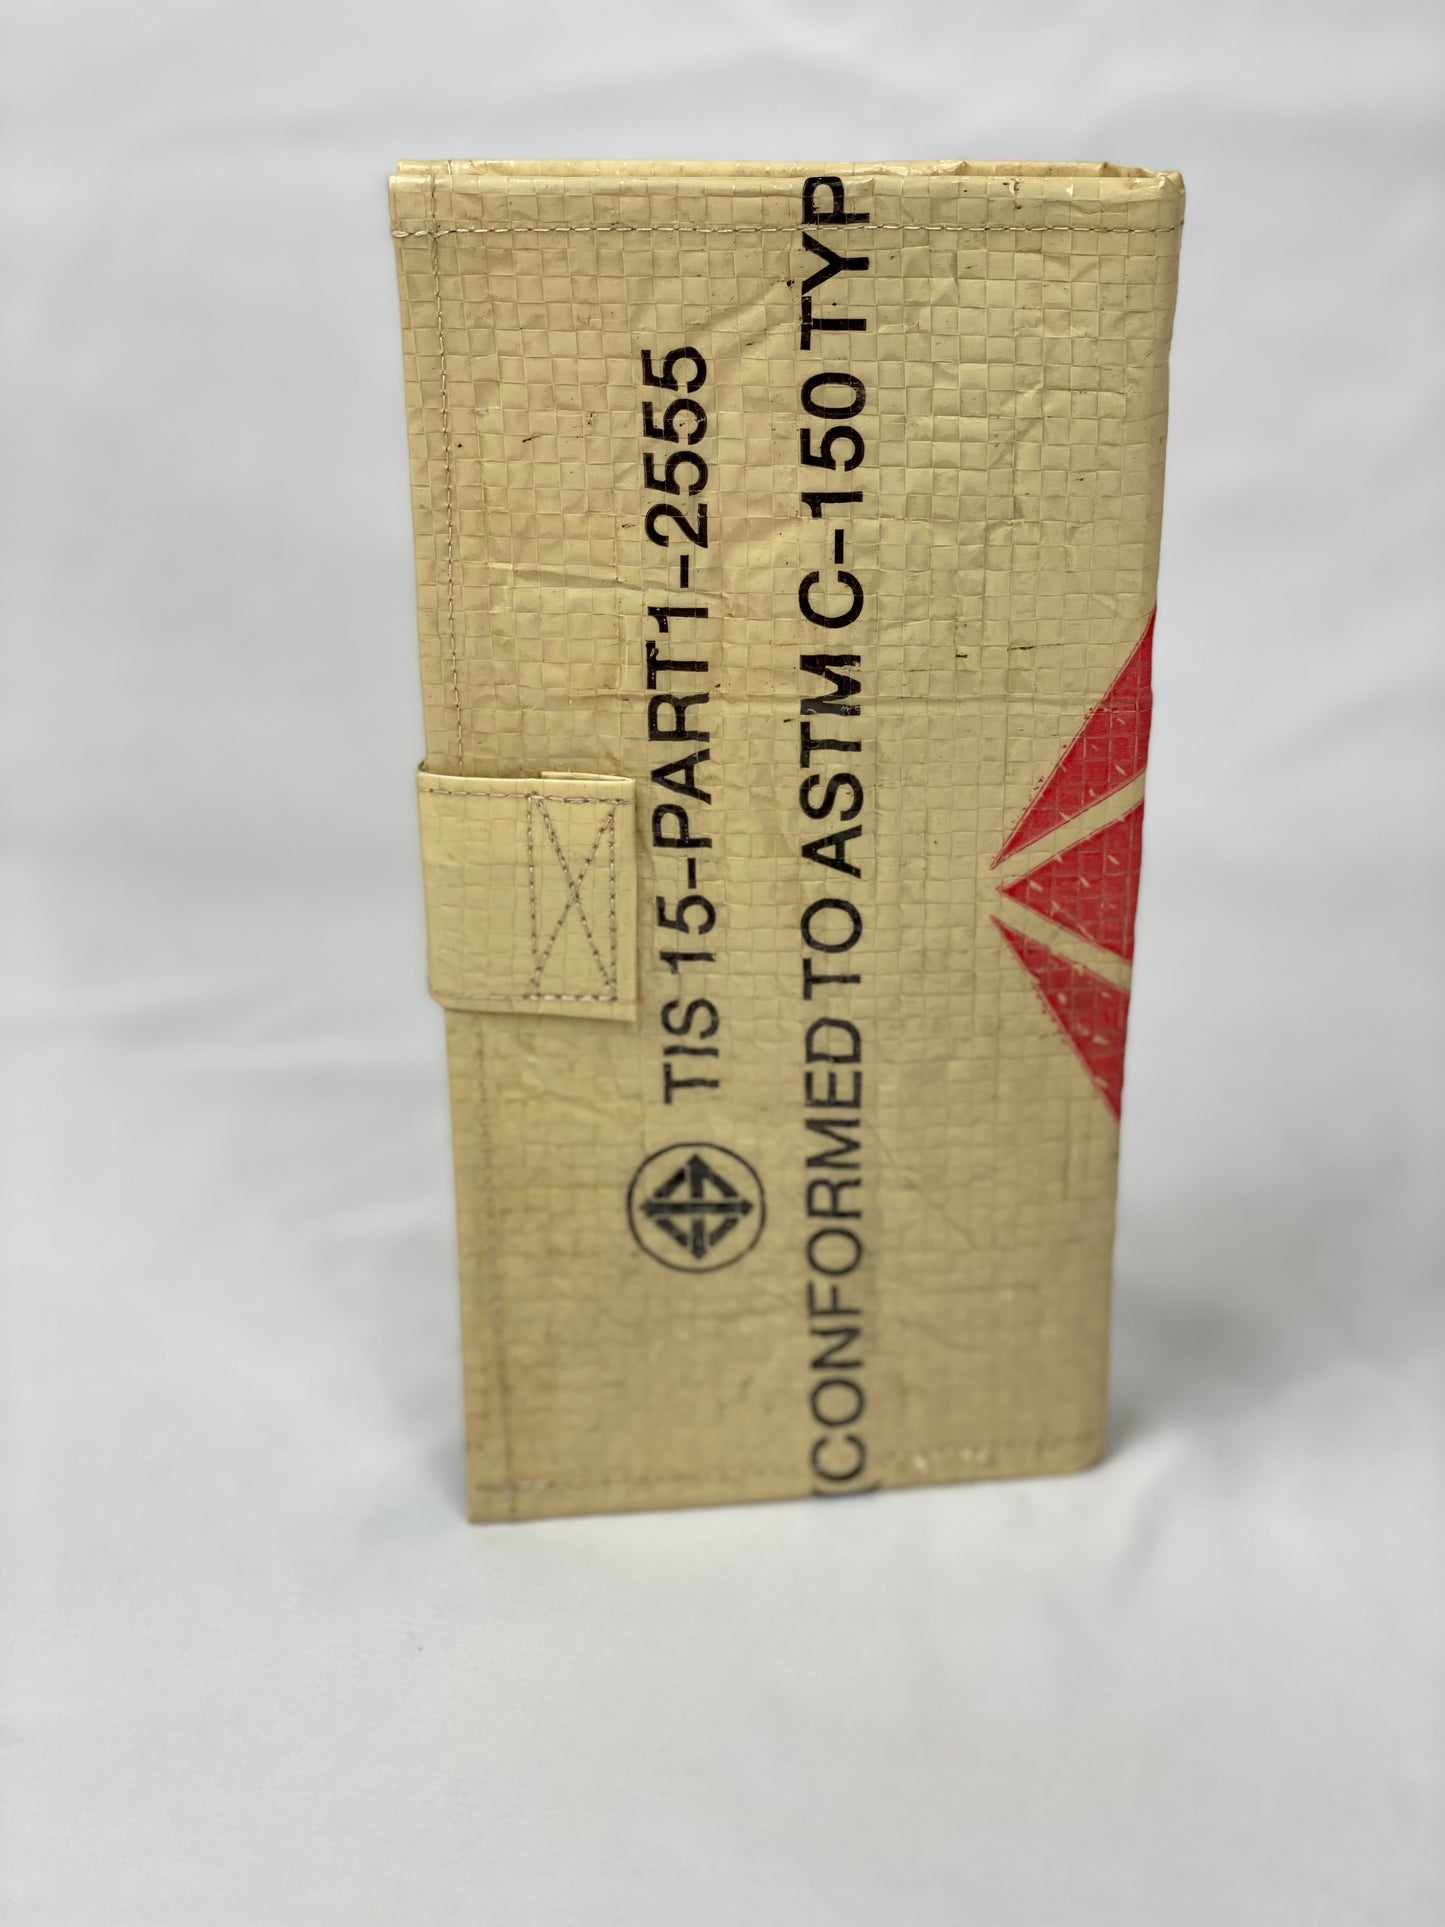 TIS 15-PART1-2555
(CONFORMED TO ASTM C-150 TYP